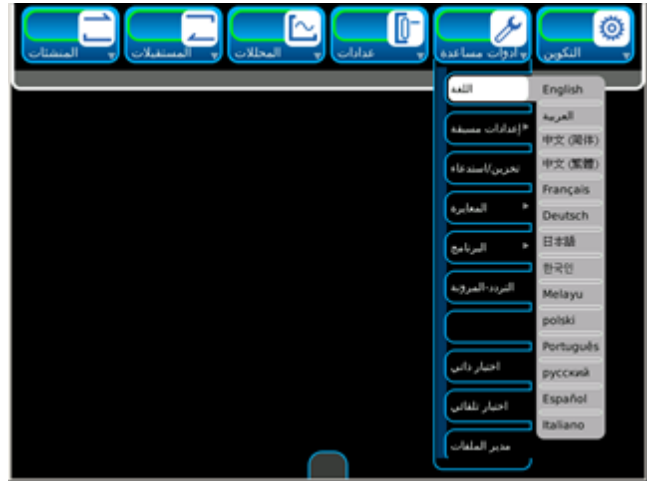 التكوين
أدوات مساعدة
عدادات
المحللات
المستقبلات
المنشئات
اللغة
إعدادات مسبقة
تخزين/استدعاء
المعايرة
البرنامج
اختبار ذاتي
اختبار تلقائي
مدير الملفات
English
العربية
中文 (简体)
中文 (繁體)
Français
Deutsch
日本語
한국인
Melayu
polski
Português
русский
Español
Italiano